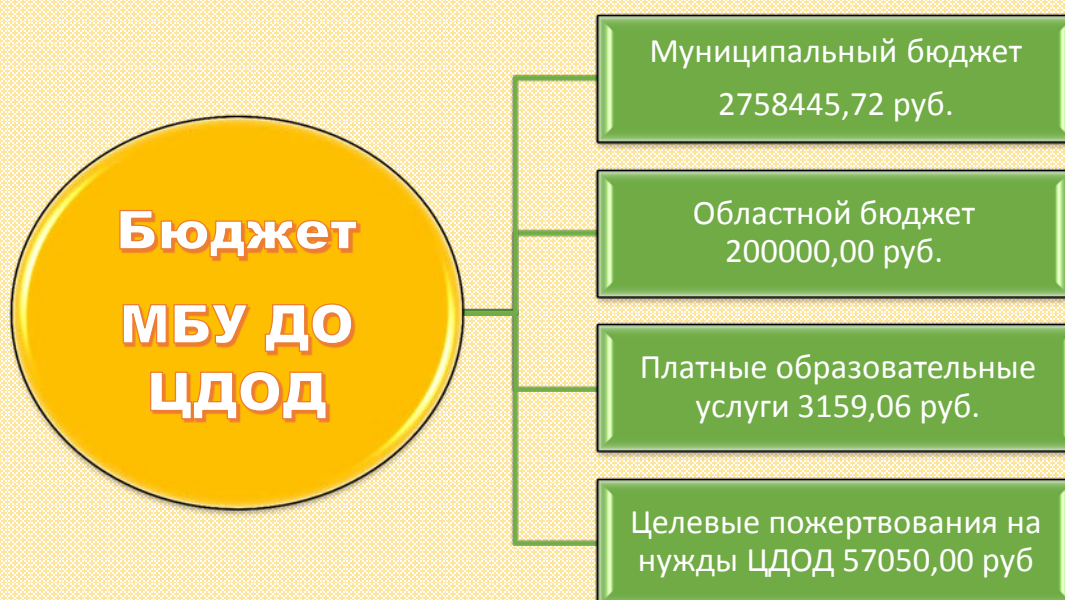 Бюджет
МБУ ДО
ЦДОД
Муниципальный бюджет
2758445,72 руб.
Областной бюджет
200000,00 руб.
Платные образовательные
услуги 3159,06 руб.
Целевые пожертвования на
нужды ЦДОД 57050,00 руб